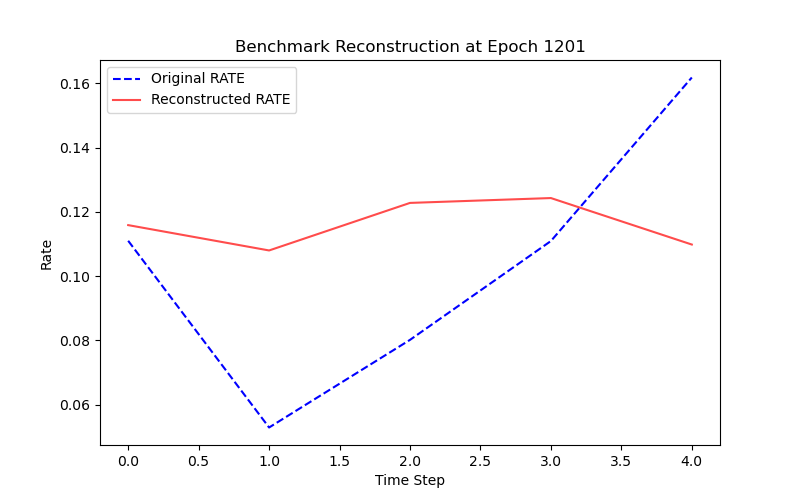 Benchmark Reconstruction at Epoch 1201
Original RATE
Reconstructed RATE
0.16
0.14
0.12
0.10
0.08
0.06
Rate
0.0 0.5 1.0 1.5 2.0 2.5 3.0 3.5 4.0
Time Step